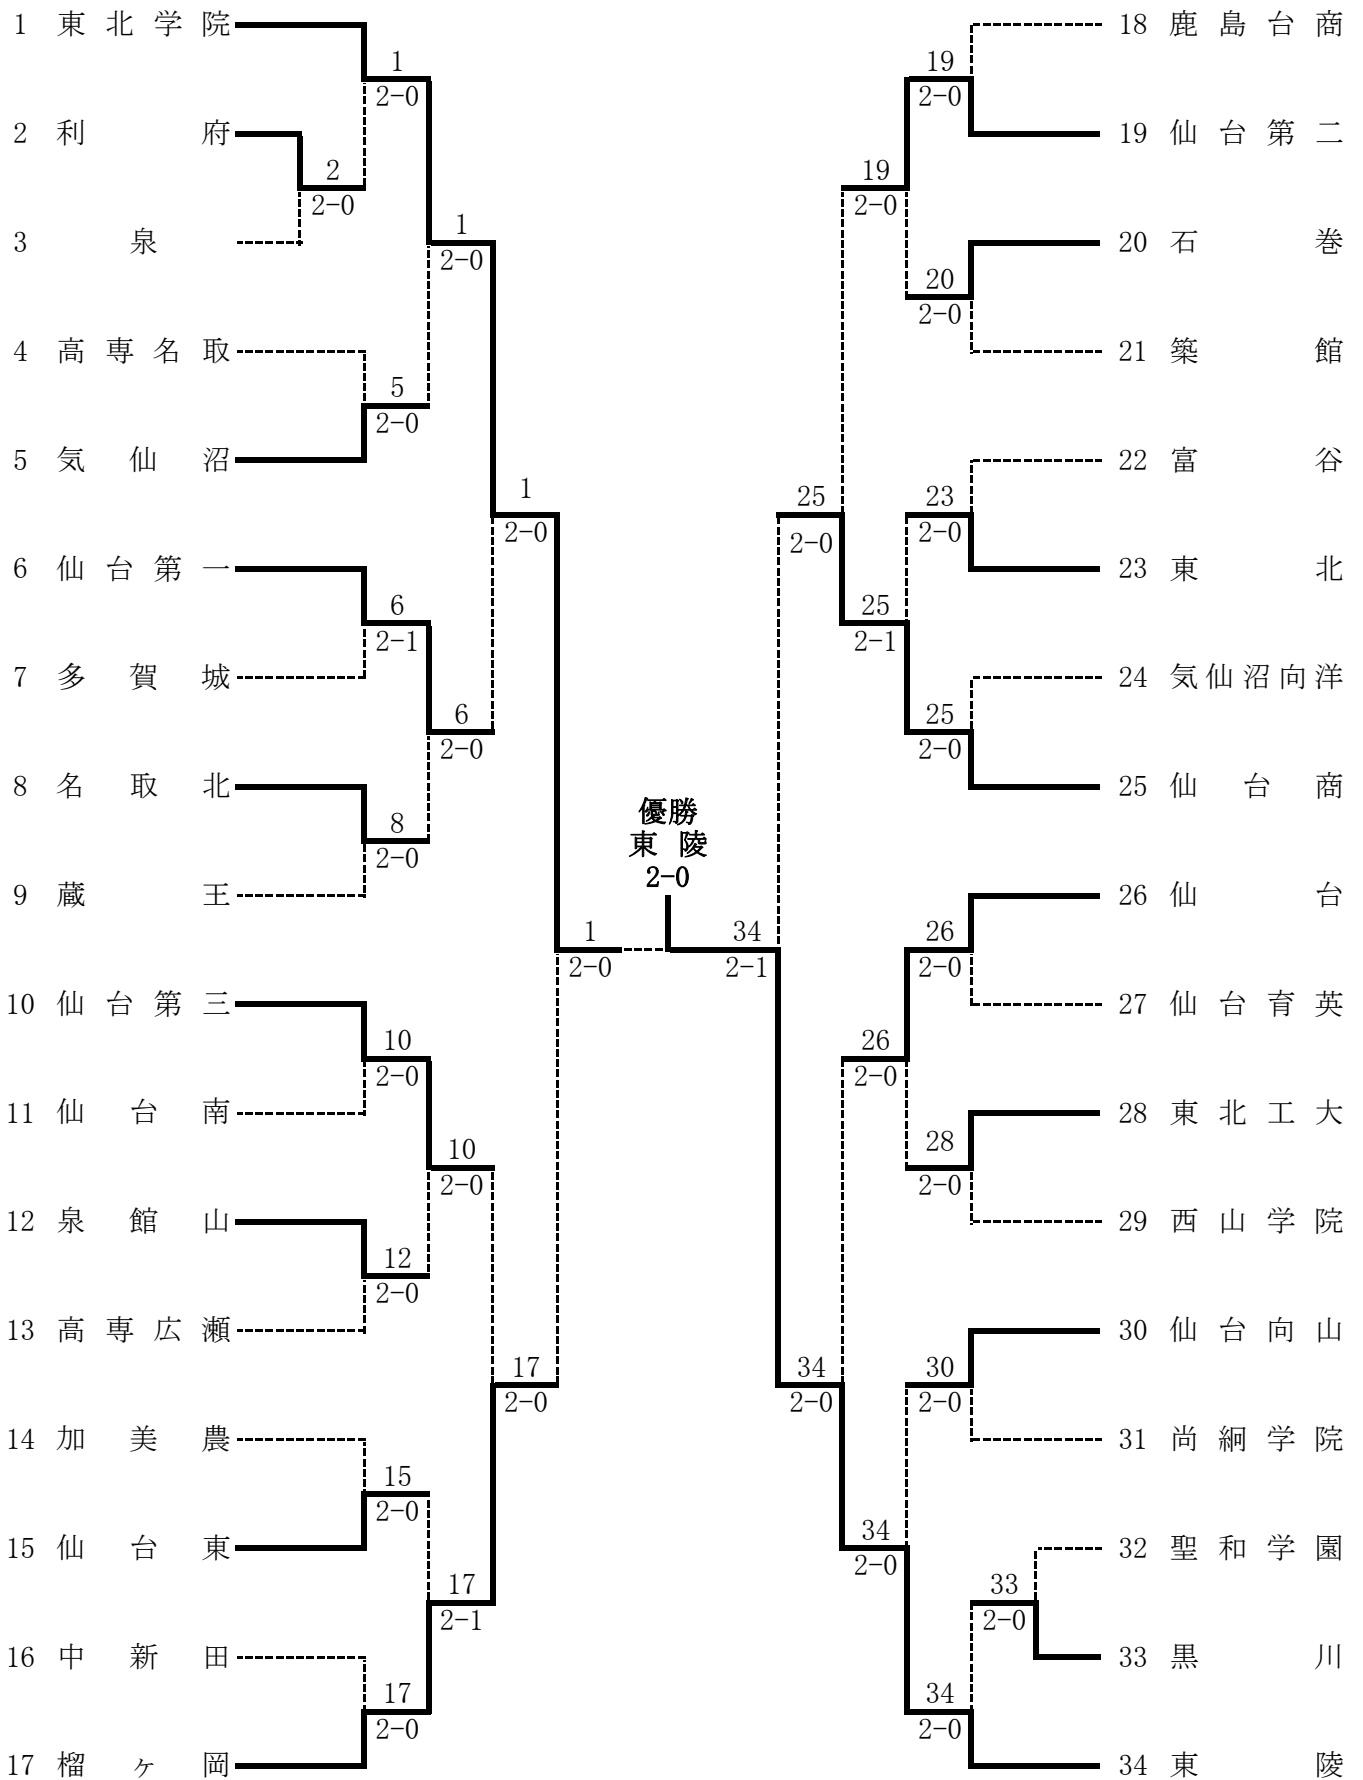 1 東北学院
1
2-0
2 利府
2
2-0
3 泉
1
2-0
4 高専名取
5
2-0
5 気仙沼
1
2-0
6 仙台第一
6
2-1
7 多賀城
6
2-0
8 名取北
8
2-0
9 蔵王
1
2-0
10 仙台第三
10
2-0
11 仙台南
10
2-0
12 泉館山
12
2-0
13 高専広瀬
17
2-0
14 加美農
15
2-0
15 仙台東
17
2-1
16 中新田
17
2-0
17 榴ヶ岡
優勝
東陵
2-0
18 鹿島台商
19
2-0
19 仙台第二
19
2-0
20 石巻
20
2-0
21 築館
22 富谷
25
2-0
23
2-0
23 東北
25
2-1
24 気仙沼向洋
25
2-0
25 仙台商
26 仙台
34
2-1
26
2-0
27 仙台育英
26
2-0
28 東北工大
28
2-0
29 西山学院
30 仙台向山
34
2-0
30
2-0
31 尚絅学院
34
2-0
32 聖和学園
33
2-0
33 黒川
34
2-0
34 東陵